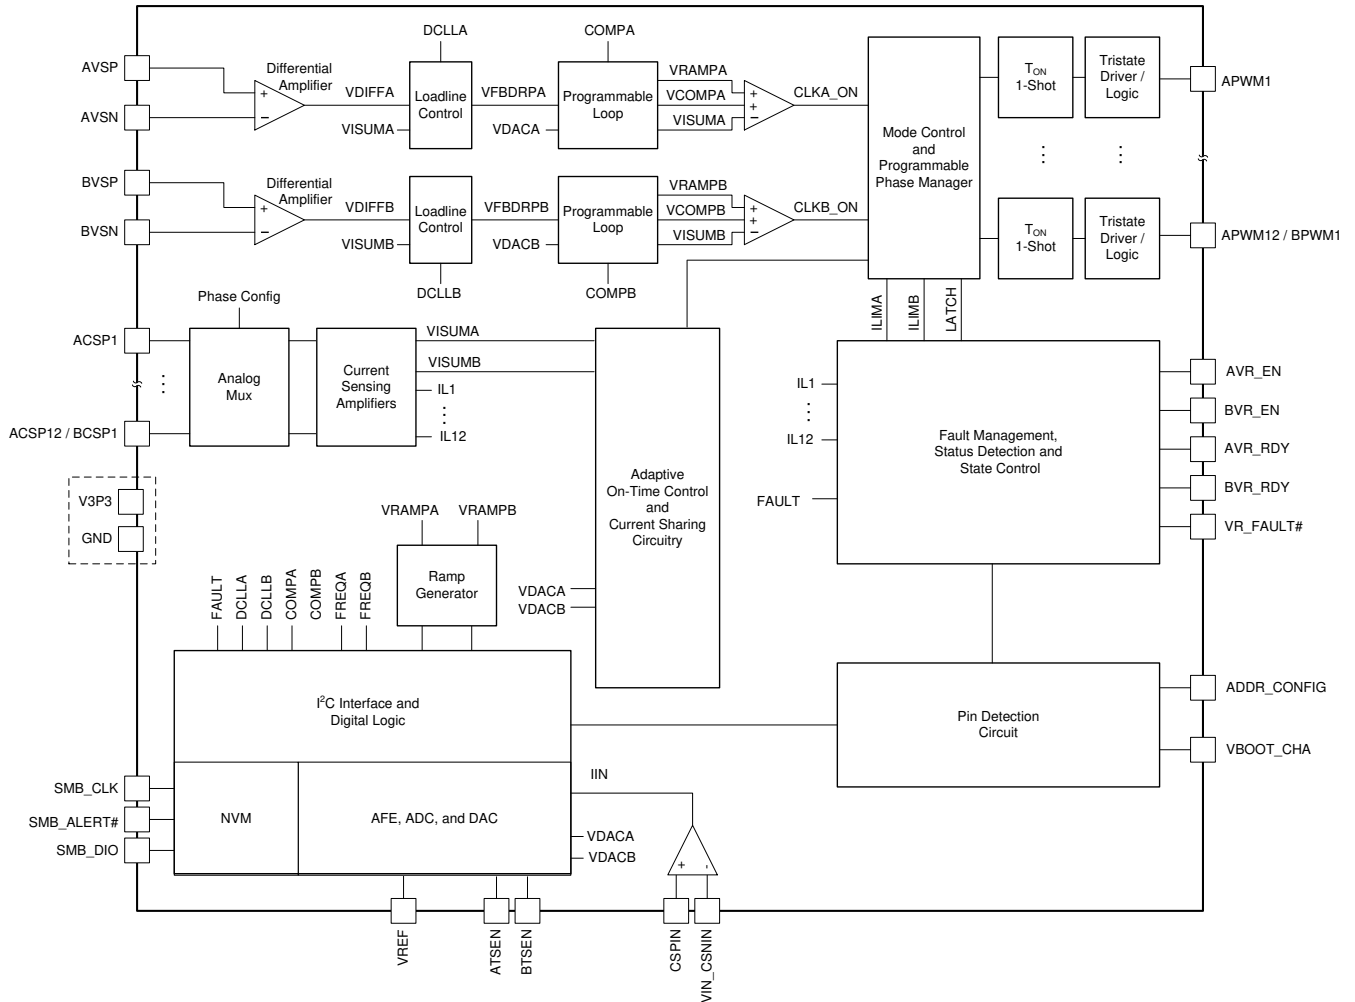 DCLLA
COMPA
AVSP
AVSN
Differential
Amplifier
+
−
VDIFFA
VISUMA
Loadline
Control
VFBDRPA
VDACA
Programmable
Loop
VRAMPA
VCOMPA
VISUMA
+
+
−
CLKA_ON
Mode Control
and
Programmable
Phase Manager
TON
1-Shot
Tristate
Driver /
Logic
APWM1
BVSP
BVSN
Differential
Amplifier
+
−
VDIFFB
VISUMB
Loadline
Control
VFBDRPB
VDACB
Programmable
Loop
VRAMPB
VCOMPB
VISUMB
+
+
−
CLKB_ON
TON
1-Shot
Tristate
Driver /
Logic
APWM12 / BPWM1
DCLLB
COMPB
Phase Config
ACSP1
ACSP12 / BCSP1
Analog
Mux
Current
Sensing
Amplifiers
VISUMA
VISUMB
IL1
IL12
Adaptive
On-Time Control
and
Current Sharing
Circuitry
VDACA
VDACB
ILIMA
ILIMB
LATCH
IL1
IL12
FAULT
Fault Management,
Status Detection and
State Control
AVR_EN
BVR_EN
AVR_RDY
BVR_RDY
VR_FAULT#
V3P3
GND
VRAMPA
VRAMPB
Ramp
Generator
FAULT
DCLLA
DCLLB
COMPA
COMPB
FREQA
FREQB
I2C Interface and
Digital Logic
Pin Detection
Circuit
ADDR_CONFIG
VBOOT_CHA
SMB_CLK
SMB_ALERT#
SMB_DIO
NVM
AFE, ADC, and DAC
IIN
VDACA
VDACB
+
-
VREF
ATSEN
BTSEN
CSPIN
VIN_CSNIN